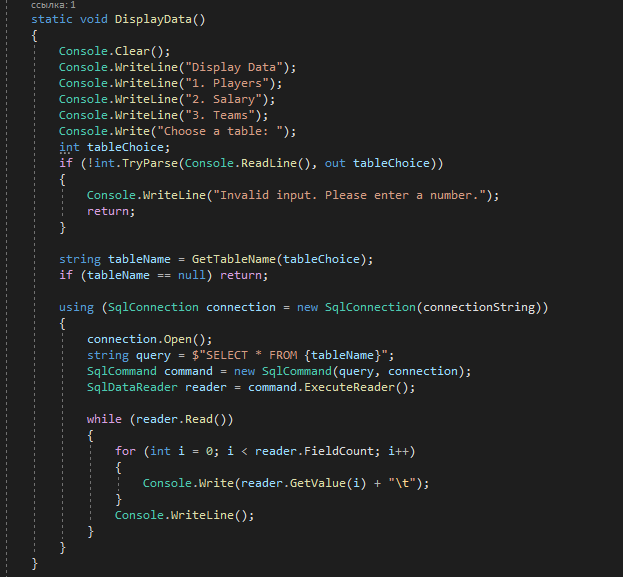 ссылка: 1
static void DisplayData()
{
    Console.Clear();
    Console.WriteLine("Display Data");
    Console.WriteLine("1. Players");
    Console.WriteLine("2. Salary");
    Console.WriteLine("3. Teams");
    Console.Write("Choose a table: ");
    int tableChoice;
    if (!int.TryParse(Console.ReadLine(), out tableChoice))
    {
        Console.WriteLine("Invalid input. Please enter a number.");
        return;
    }

    string tableName = GetTableName(tableChoice);
    if (tableName == null) return;

    using (SqlConnection connection = new SqlConnection(connectionString))
    {
        connection.Open();
        string query = $"SELECT * FROM {tableName}";
        SqlCommand command = new SqlCommand(query, connection);
        SqlDataReader reader = command.ExecuteReader();

        while (reader.Read())
        {
            for (int i = 0; i < reader.FieldCount; i++)
            {
                Console.Write(reader.GetValue(i) + "\t");
            }
            Console.WriteLine();
        }
    }
}